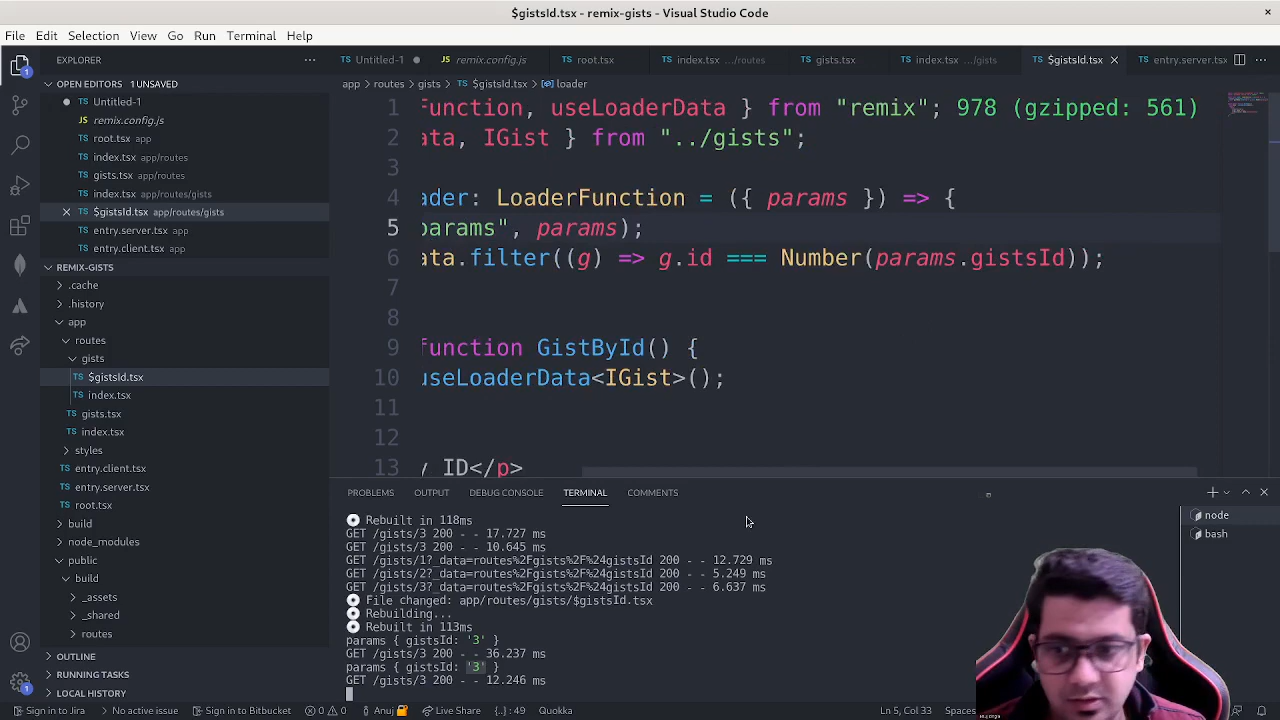 $gistsId.tsx - remix-gists - Visual Studio Code
File Edit Selection View Go Run Terminal Help
EXPLORER
OPEN EDITORS 1 UNSAVED
Untitled-1
remix.config.js
root.tsx app
index.tsx app/routes
gists.tsx app/routes
index.tsx app/routes/gists
$gistsId.tsx app/routes/gists
entry.server.tsx app
entry.client.tsx app
REMIX-GISTS
.cache
.history
app
routes
gists
$gistsId.tsx
index.tsx
gists.tsx
index.tsx
styles
entry.client.tsx
entry.server.tsx
root.tsx
build
node_modules
public
build
_assets
_shared
routes
OUTLINE
RUNNING TASKS
LOCAL HISTORY
Untitled-1 remix.config.js root.tsx index.tsx .../routes gists.tsx index.tsx .../gists $gistsId.tsx entry.server.tsx
app routes gists $gistsId.tsx loader
1 Function,useLoaderData } from "remix"; 978 (gzipped: 561)
2 ata, IGist } from "../gists";
3
4 ader: LoaderFunction = ({ params }) => {
5 params", params);
6 ata.filter((g) => g.id === Number(params.gistsId));
7
8
9 function GistById() {
10 useLoaderData<IGist>();
11
12
13 y ID</p>
PROBLEMS OUTPUT DEBUG CONSOLE TERMINAL COMMENTS
node
bash
Rebuilt in 118ms
GET /gists/3 200 - - 17.727 ms
GET /gists/3 200 - - 10.645 ms
GET /gists/1?_data=routes%2Fgists%2F%24gistsId 200 - - 12.729 ms
GET /gists/2?_data=routes%2Fgists%2F%24gistsId 200 - - 5.249 ms
GET /gists/3?_data=routes%2Fgists%2F%24gistsId 200 - - 6.637 ms
File changed: app/routes/gists/$gistsId.tsx
Rebuilding...
Rebuilt in 113ms
params { gistsId: '3' }
GET /gists/3 200 - - 36.237 ms
params { gistsId: '3' }
GET /gists/3 200 - - 12.246 ms
Sign in to Jira No active issue Sign in to Bitbucket 0 0 Anuj Live Share {..} : 49 Quokka Ln 5, Col 33 Spaces